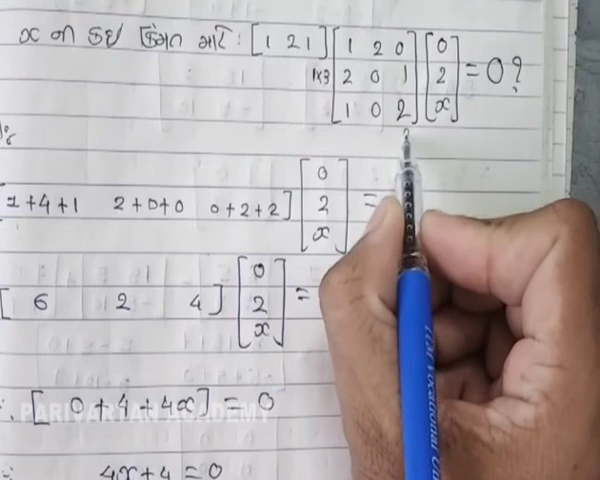 x ની કઈ કિંમત માટે : [1 2 1] [1 2 0; 2 0 1; 1 0 2] [0; 2; x] = 0?
1×3
[1+4+1 2+0+0 0+2+2] [0; 2; x] =
[6 2 4] [0; 2; x] =
∴ [0+4+4x] = 0
PARIVARTAN ACADEMY
∵ 4x+4 = 0